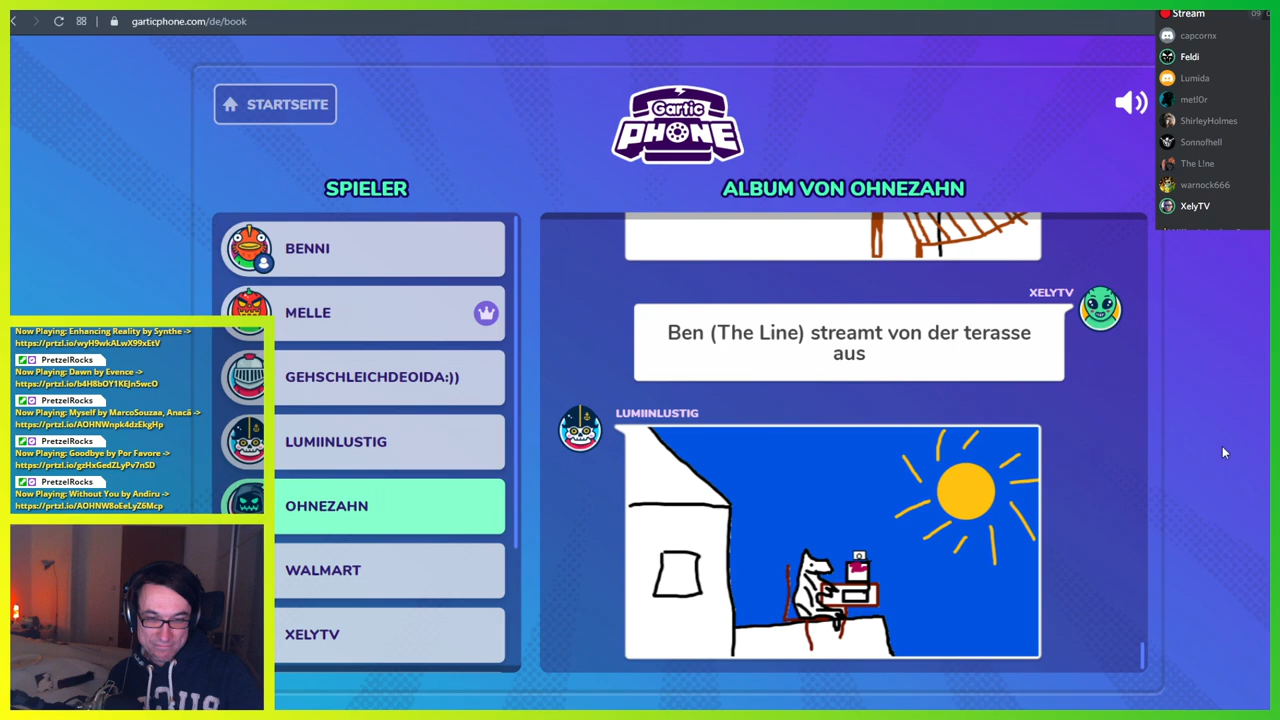 garticphone.com/de/book
Stream
09
capcornx
Feldi
Lumida
metl0r
ShirleyHolmes
Sonnofhell
The L!ne
warnock666
XelyTV
STARTSEITE
Gartic
PHONE
SPIELER
BENNI
MELLE
GEHSCHLEICHDEOIDA:))
LUMIINLUSTIG
OHNEZAHN
WALMART
XELYTV
ALBUM VON OHNEZAHN
XELYTV
Ben (The Line) streamt von der terasse
aus
LUMIINLUSTIG
Now Playing: Enhancing Reality by Synthe ->
https://prtzl.io/wyH9wkALwX99xEtV
PretzelRocks
Now Playing: Dawn by Evence ->
https://prtzl.io/b4H8bOY1KEJn5wcO
PretzelRocks
Now Playing: Myself by MarcoSouzaa, Anacã ->
https://prtzl.io/AOHNWnpk4dzEkgHp
PretzelRocks
Now Playing: Goodbye by Por Favore ->
https://prtzl.io/gzHxGedZLyPv7nSD
PretzelRocks
Now Playing: Without You by Andiru ->
https://prtzl.io/AOHNW8oEeLyZ6Mcp